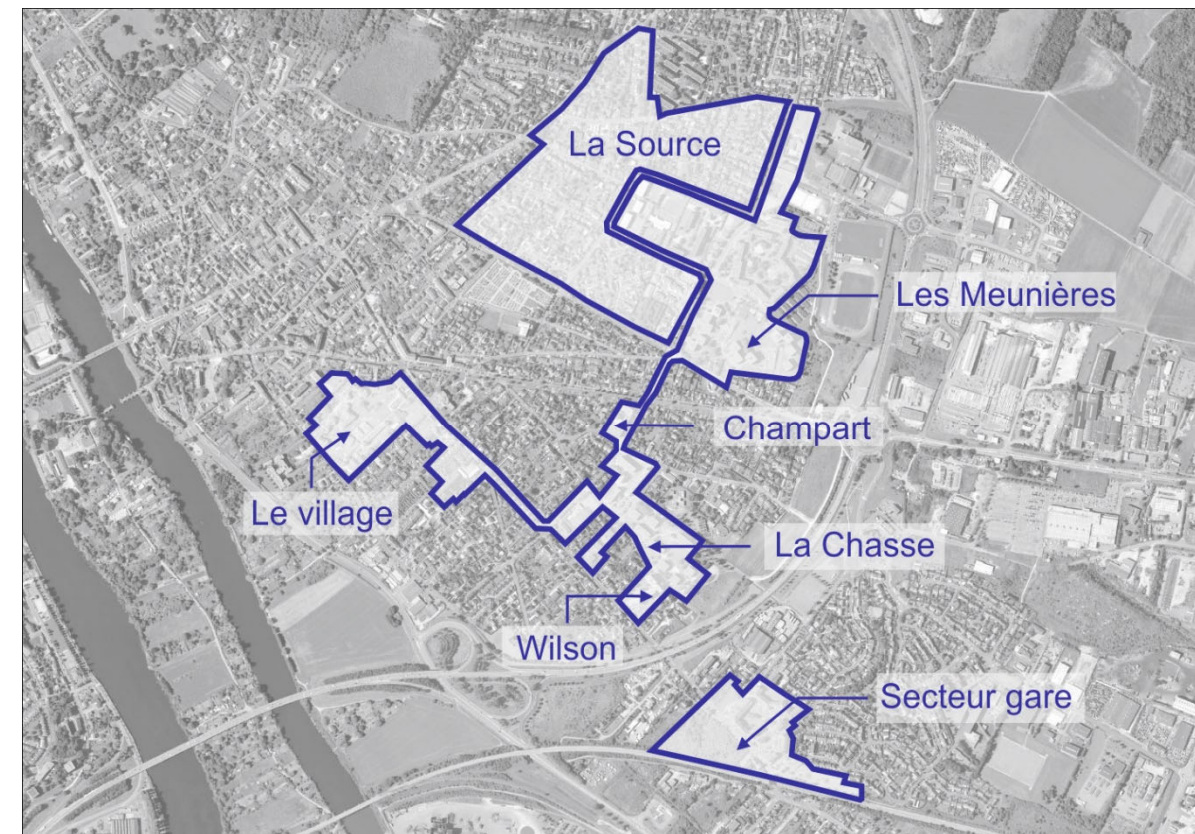 La Source
Les Meunières
Champart
Le village
La Chasse
Wilson
Secteur gare